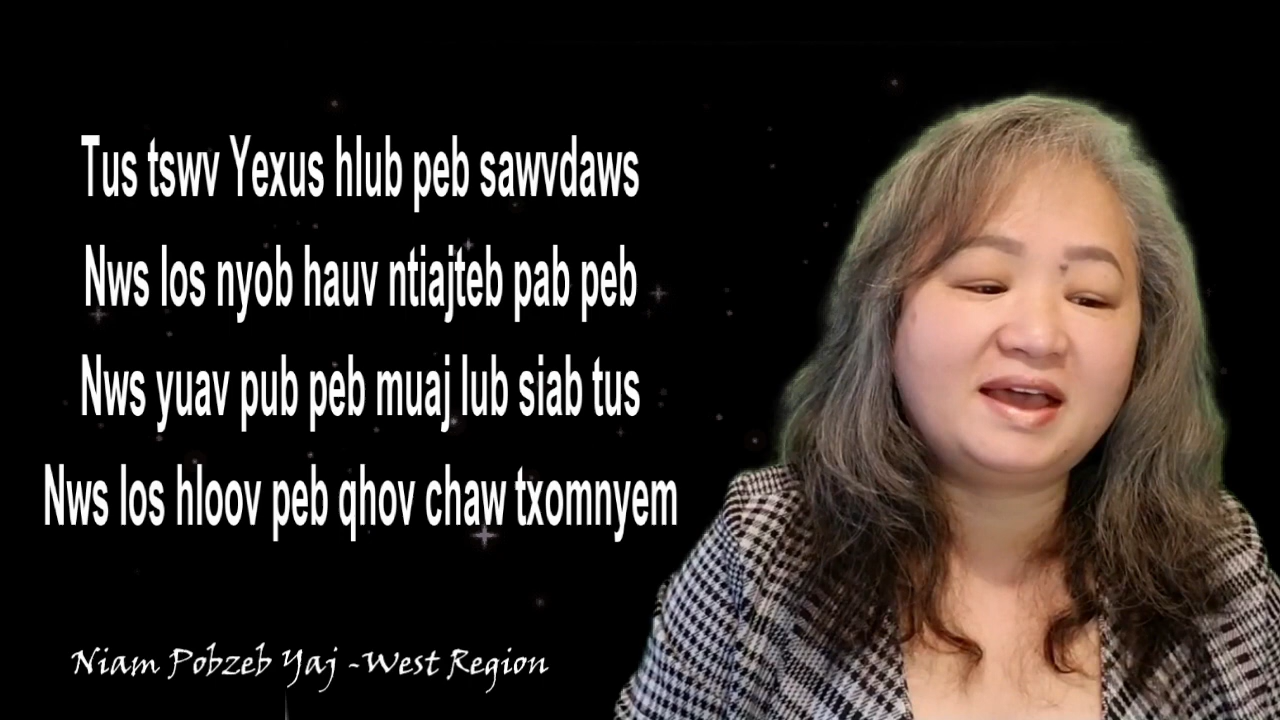 Tus tswv Yexus hlub peb sawvdaws
Nws los nyob hauv ntiajteb pab peb
Nws yuav pub peb muaj lub siab tus
Nws los hloov peb qhov chaw txomnyem
Niam Pobzeb Yaj -West Region